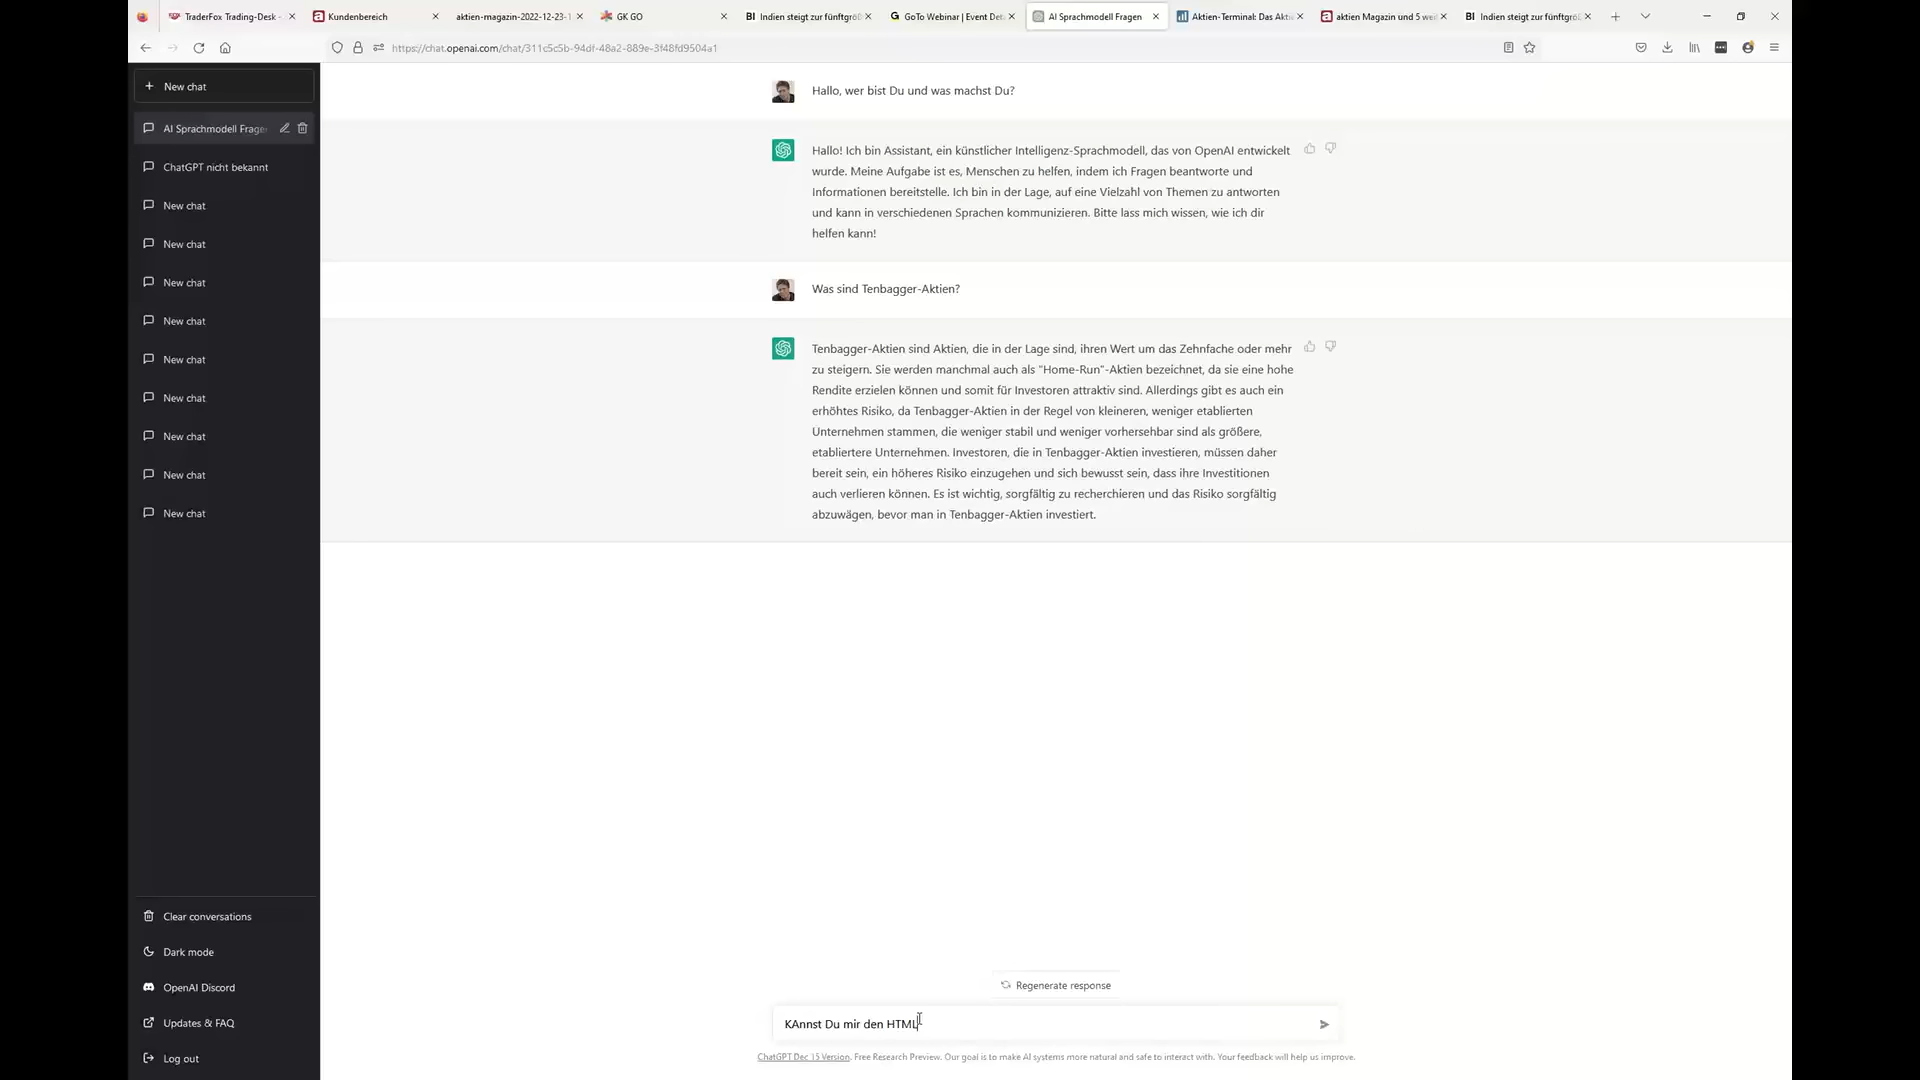 TraderFox Trading-Desk -
Kundenbereich
aktien-magazin-2022-12-23-1
GK GO
BI Indien steigt zur fünftgrö
GoTo Webinar | Event Det
AI Sprachmodell Fragen
Aktien-Terminal: Das Akti
aktien Magazin und 5 wei
BI Indien steigt zur fünftgrö
https://chat.openai.com/chat/311c5c5b-94df-48a2-889e-3f48fd9504a1
New chat
AI Sprachmodell Frage
ChatGPT nicht bekannt
New chat
New chat
New chat
New chat
New chat
New chat
New chat
New chat
New chat
Clear conversations
Dark mode
OpenAI Discord
Updates & FAQ
Log out
Hallo, wer bist Du und was machst Du?
Hallo! Ich bin Assistant, ein künstlicher Intelligenz-Sprachmodell, das von OpenAI entwickelt
wurde. Meine Aufgabe ist es, Menschen zu helfen, indem ich Fragen beantworte und
Informationen bereitstelle. Ich bin in der Lage, auf eine Vielzahl von Themen zu antworten
und kann in verschiedenen Sprachen kommunizieren. Bitte lass mich wissen, wie ich dir
helfen kann!
Was sind Tenbagger-Aktien?
Tenbagger-Aktien sind Aktien, die in der Lage sind, ihren Wert um das Zehnfache oder mehr
zu steigern. Sie werden manchmal auch als "Home-Run"-Aktien bezeichnet, da sie eine hohe
Rendite erzielen können und somit für Investoren attraktiv sind. Allerdings gibt es auch ein
erhöhtes Risiko, da Tenbagger-Aktien in der Regel von kleineren, weniger etablierten
Unternehmen stammen, die weniger stabil und weniger vorhersehbar sind als größere,
etabliertere Unternehmen. Investoren, die in Tenbagger-Aktien investieren, müssen daher
bereit sein, ein höheres Risiko einzugehen und sich bewusst sein, dass ihre Investitionen
auch verlieren können. Es ist wichtig, sorgfältig zu recherchieren und das Risiko sorgfältig
abzuwägen, bevor man in Tenbagger-Aktien investiert.
Regenerate response
KAnnst Du mir den HTML
ChatGPT Dec 15 Version. Free Research Preview. Our goal is to make AI systems more natural and safe to interact with. Your feedback will help us improve.